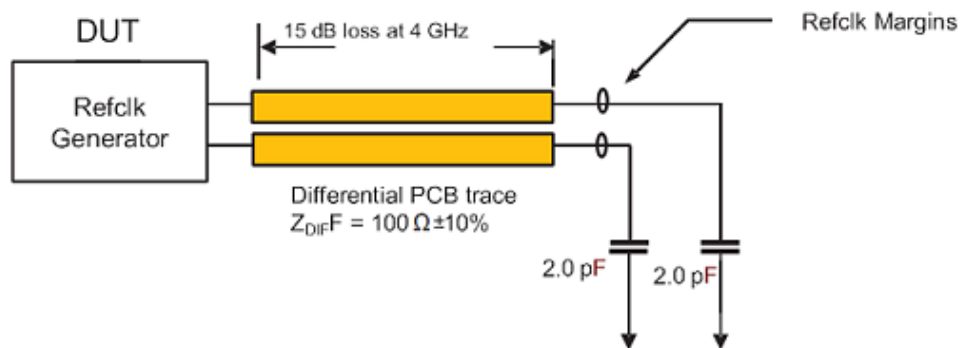 DUT
Refclk
Generator
15 dB loss at 4 GHz
Refclk Margins
Differential PCB trace
Z_DIFF = 100 Ω±10%
2.0 pF
2.0 pF